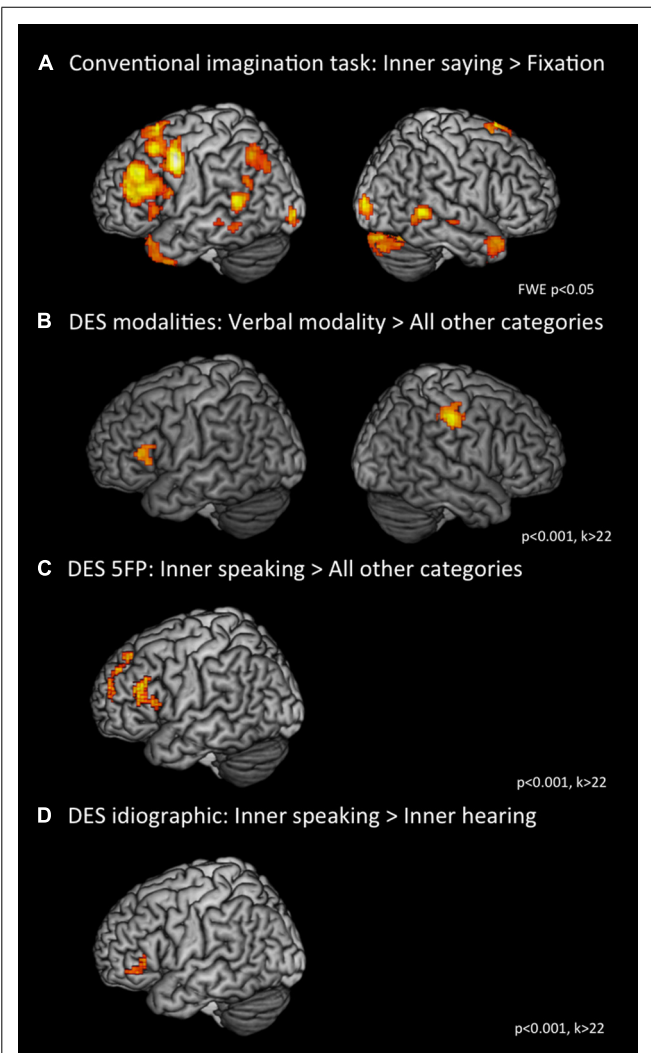 A Conventional imagination task: Inner saying > Fixation
FWE p<0.05
B DES modalities: Verbal modality > All other categories
p<0.001, k>22
C DES 5FP: Inner speaking > All other categories
p<0.001, k>22
D DES idiographic: Inner speaking > Inner hearing
p<0.001, k>22